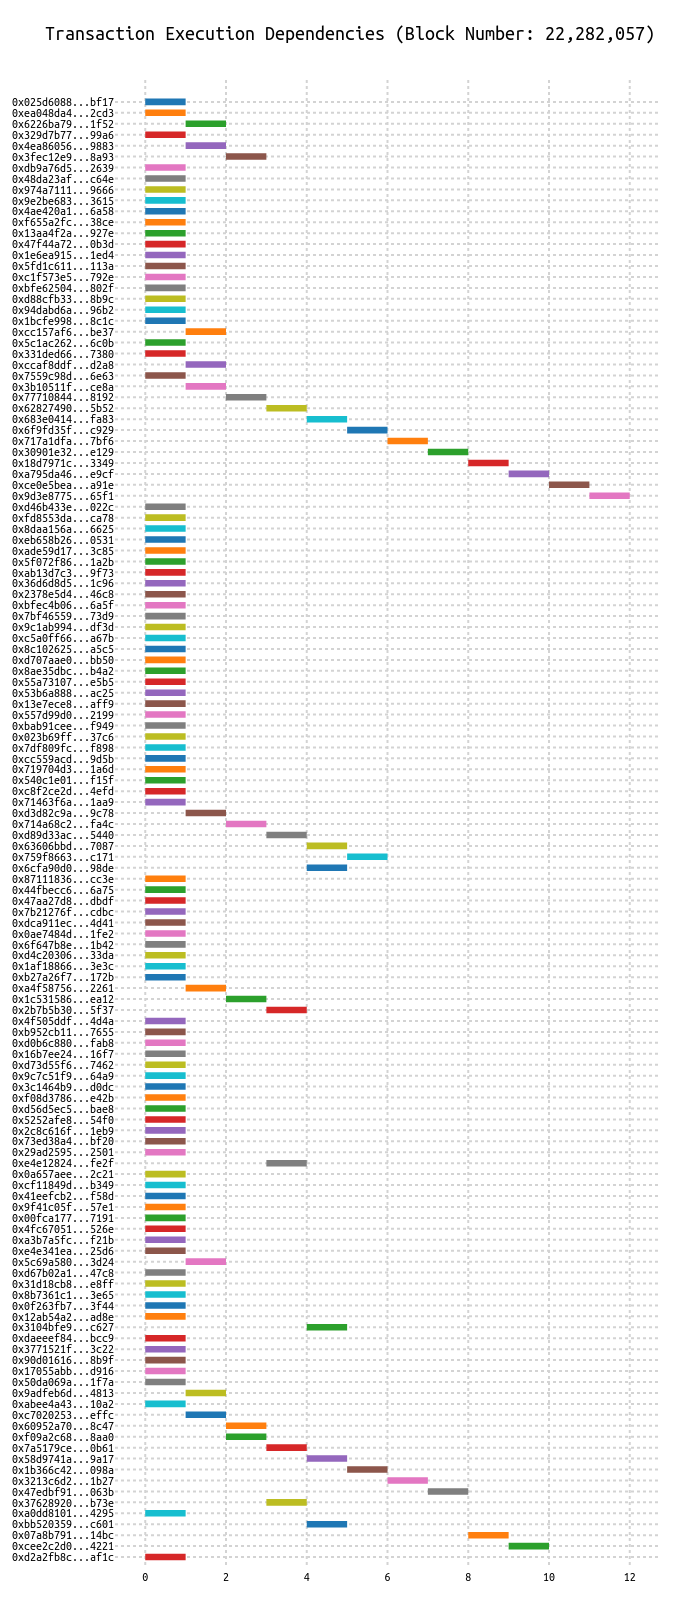 Transaction Execution Dependencies (Block Number: 22,282,057)
0x025d6088...bf17
0xea048da4...2cd3
0x6226ba79...1f52
0x329d7b77...99a6
0x4ea86056...9883
0x3fec12e9...8a93
0xdb9a76d5...2639
0x48da23af...c64e
0x974a7111...9666
0x9e2be683...3615
0x4ae420a1...6a58
0xf655a2fc...38ce
0x13aa4f2a...927e
0x47f44a72...0b3d
0x1e6ea915...1ed4
0x5fd1c611...113a
0xc1f573e5...792e
0xbfe62504...802f
0xd88cfb33...8b9c
0x94dabd6a...96b2
0x1bcfe998...8c1c
0xcc157af6...be37
0x5c1ac262...6c0b
0x331ded66...7380
0xccaf8ddf...d2a8
0x7559c98d...6e63
0x3b10511f...ce8a
0x77710844...8192
0x62827490...5b52
0x683e0414...fa83
0x6f9fd35f...c929
0x717a1dfa...7bf6
0x30901e32...e129
0x18d7971c...3349
0xa795da46...e9cf
0xce0e5bea...a91e
0x9d3e8775...65f1
0xd46b433e...022c
0xfd8553da...ca78
0x8daa156a...6625
0xeb658b26...0531
0xade59d17...3c85
0x5f072f86...1a2b
0xab13d7c3...9f73
0x36d6d8d5...1c96
0x2378e5d4...46c8
0xbfec4b06...6a5f
0x7bf46559...73d9
0x9c1ab994...df3d
0xc5a0ff66...a67b
0x8c102625...a5c5
0xd707aae0...bb50
0x8ae35dbc...b4a2
0x55a73107...e5b5
0x53b6a888...ac25
0x13e7ece8...aff9
0x557d99d0...2199
0xbab91cee...f949
0x023b69ff...37c6
0x7df809fc...f898
0xcc559acd...9d5b
0x719704d3...1a6d
0x540c1e01...f15f
0xc8f2ce2d...4efd
0x71463f6a...1aa9
0xd3d82c9a...9c78
0x714a68c2...fa4c
0xd89d33ac...5440
0x63606bbd...7087
0x759f8663...c171
0x6cfa90d0...98de
0x87111836...cc3e
0x44fbecc6...6a75
0x47aa27d8...dbdf
0x7b21276f...cdbc
0xdca911ec...4d41
0x0ae7484d...1fe2
0x6f647b8e...1b42
0xd4c20306...33da
0x1af18866...3e3c
0xb27a26f7...172b
0xa4f58756...2261
0x1c531586...ea12
0x2b7b5b30...5f37
0x4f505ddf...4d4a
0xb952cb11...7655
0xd0b6c880...fab8
0x16b7ee24...16f7
0xd73d55f6...7462
0x9c7c51f9...64a9
0x3c1464b9...d0dc
0xf08d3786...e42b
0xd56d5ec5...bae8
0x5252afe8...54f0
0x2c8c616f...1eb9
0x73ed38a4...bf20
0x29ad2595...2501
0xe4e12824...fe2f
0x0a657aee...2c21
0xcf11849d...b349
0x41eefcb2...f58d
0x9f41c05f...57e1
0x00fca177...7191
0x4fc67051...526e
0xa3b7a5fc...f21b
0xe4e341ea...25d6
0x5c69a580...3d24
0xd67b02a1...47c8
0x31d18cb8...e8ff
0x8b7361c1...3e65
0x0f263fb7...3f44
0x12ab54a2...ad8e
0x3104bfe9...c627
0xdaeeef84...bcc9
0x3771521f...3c22
0x90d01616...8b9f
0x17055abb...d916
0x50da069a...1f7a
0x9adfeb6d...4813
0xabee4a43...10a2
0xc7020253...effc
0x60952a70...8c47
0xf09a2c68...8aa0
0x7a5179ce...0b61
0x58d9741a...9a17
0x1b366c42...098a
0x3213c6d2...1b27
0x47edbf91...063b
0x37628920...b73e
0xa0dd8101...4295
0xbb520359...c601
0x07a8b791...14bc
0xcee2c2d0...4221
0xd2a2fb8c...af1c
0 2 4 6 8 10 12